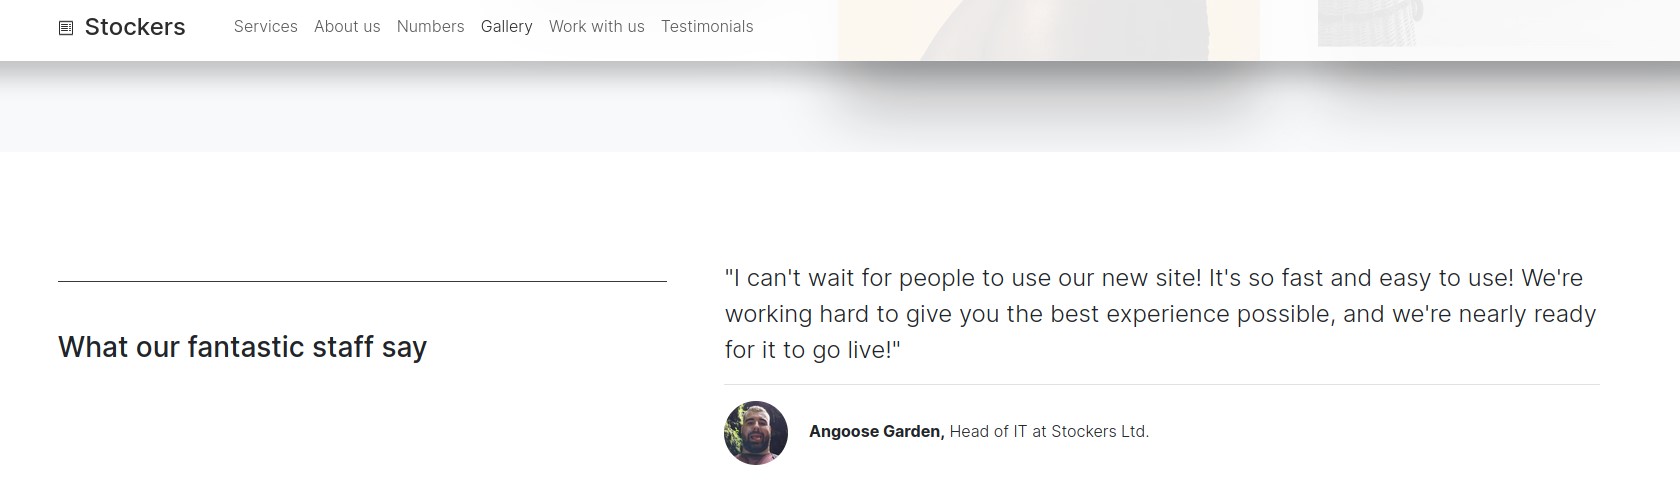 Stockers Services About us Numbers Gallery Work with us Testimonials
"I can't wait for people to use our new site! It's so fast and easy to use! We're
working hard to give you the best experience possible, and we're nearly ready
for it to go live!"
What our fantastic staff say
Angoose Garden, Head of IT at Stockers Ltd.